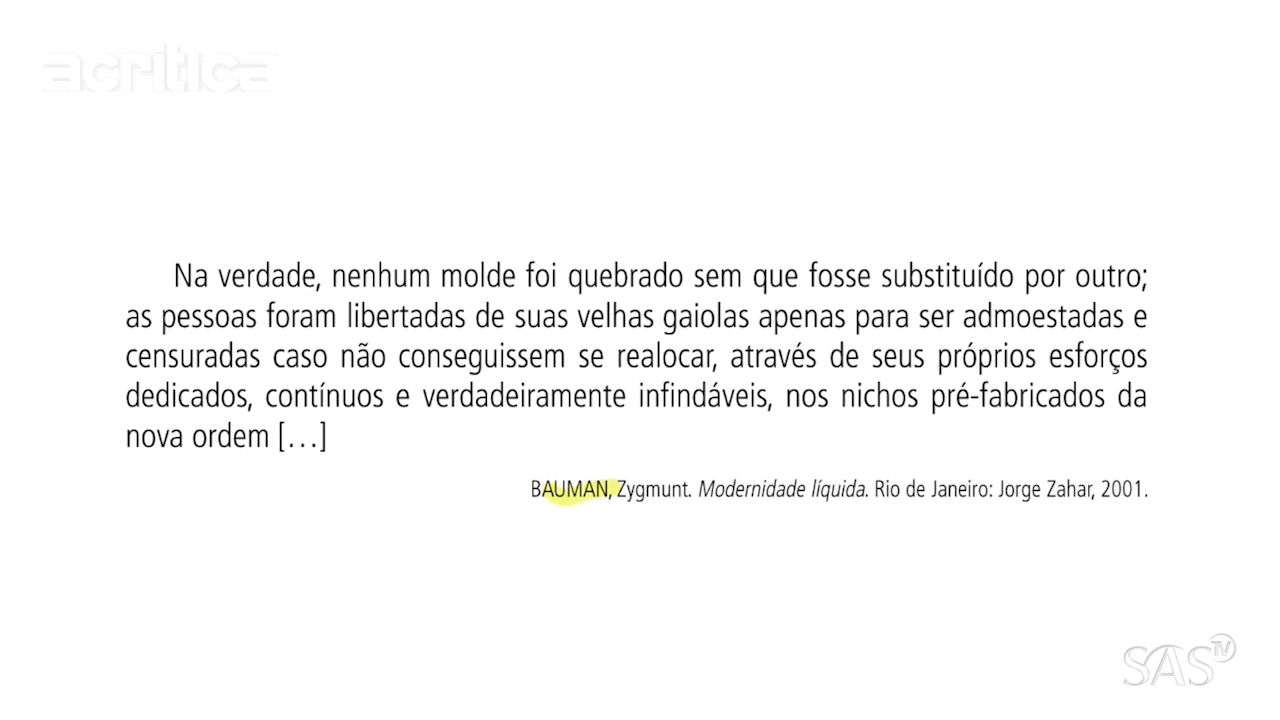 acrítica
Na verdade, nenhum molde foi quebrado sem que fosse substituído por outro;
as pessoas foram libertadas de suas velhas gaiolas apenas para ser admoestadas e
censuradas caso não conseguissem se realocar, através de seus próprios esforços
dedicados, contínuos e verdadeiramente infindáveis, nos nichos pré-fabricados da
nova ordem […]
BAUMAN, Zygmunt. Modernidade líquida. Rio de Janeiro: Jorge Zahar, 2001.
SAS TV